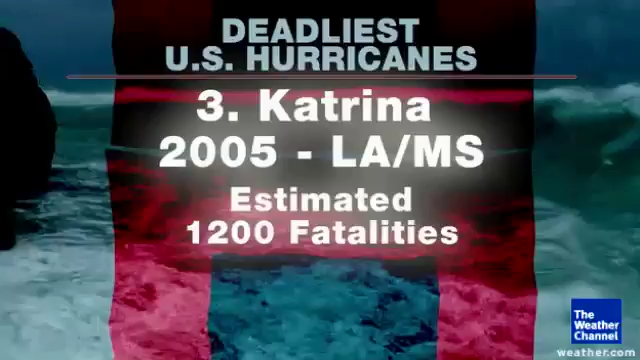 DEADLIEST
U.S. HURRICANES
3. Katrina
2005 - LA/MS
Estimated
1200 Fatalities
The
Weather
Channel
weather.com